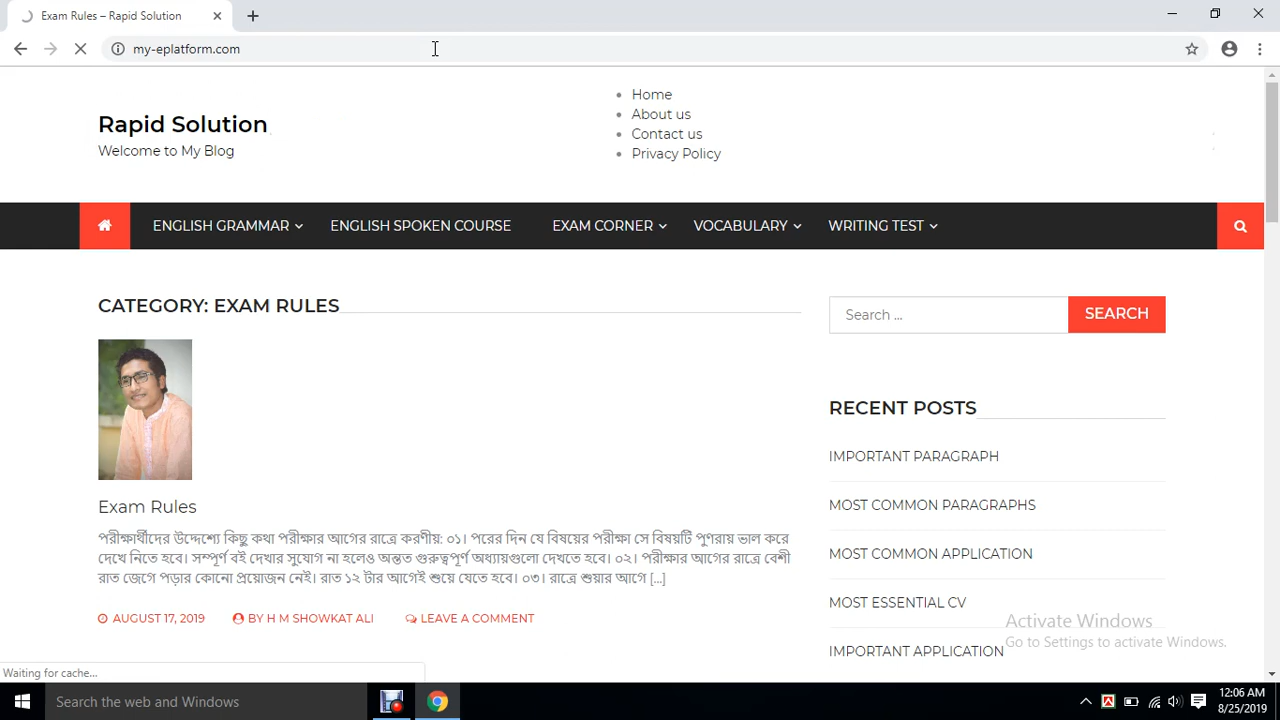 Exam Rules – Rapid Solution
my-eplatform.com
Rapid Solution
Welcome to My Blog
Home
About us
Contact us
Privacy Policy
ENGLISH GRAMMAR
ENGLISH SPOKEN COURSE
EXAM CORNER
VOCABULARY
WRITING TEST
CATEGORY: EXAM RULES
Exam Rules
পরীক্ষার্থীদের উদ্দেশ্যে কিছু কথা পরীক্ষার আগের রাত্রে করণীয়: ০১। পরের দিন যে বিষয়ের পরীক্ষা সে বিষয়টি পুণরায় ভাল করে
দেখে নিতে হবে। সম্পূর্ণ বই দেখার সুযোগ না হলেও অন্তত গুরুত্বপূর্ণ অধ্যায়গুলো দেখতে হবে। ০২। পরীক্ষার আগের রাত্রে বেশী
রাত জেগে পড়ার কোনো প্রয়োজন নেই। রাত ১২ টার আগেই শুয়ে যেতে হবে। ০৩। রাত্রে শুয়ার আগে [...]
AUGUST 17, 2019 BY H M SHOWKAT ALI LEAVE A COMMENT
Search ...
SEARCH
RECENT POSTS
IMPORTANT PARAGRAPH
MOST COMMON PARAGRAPHS
MOST COMMON APPLICATION
MOST ESSENTIAL CV
IMPORTANT APPLICATION
Activate Windows
Go to Settings to activate Windows.
Waiting for cache...
Search the web and Windows
12:06 AM
8/25/2019